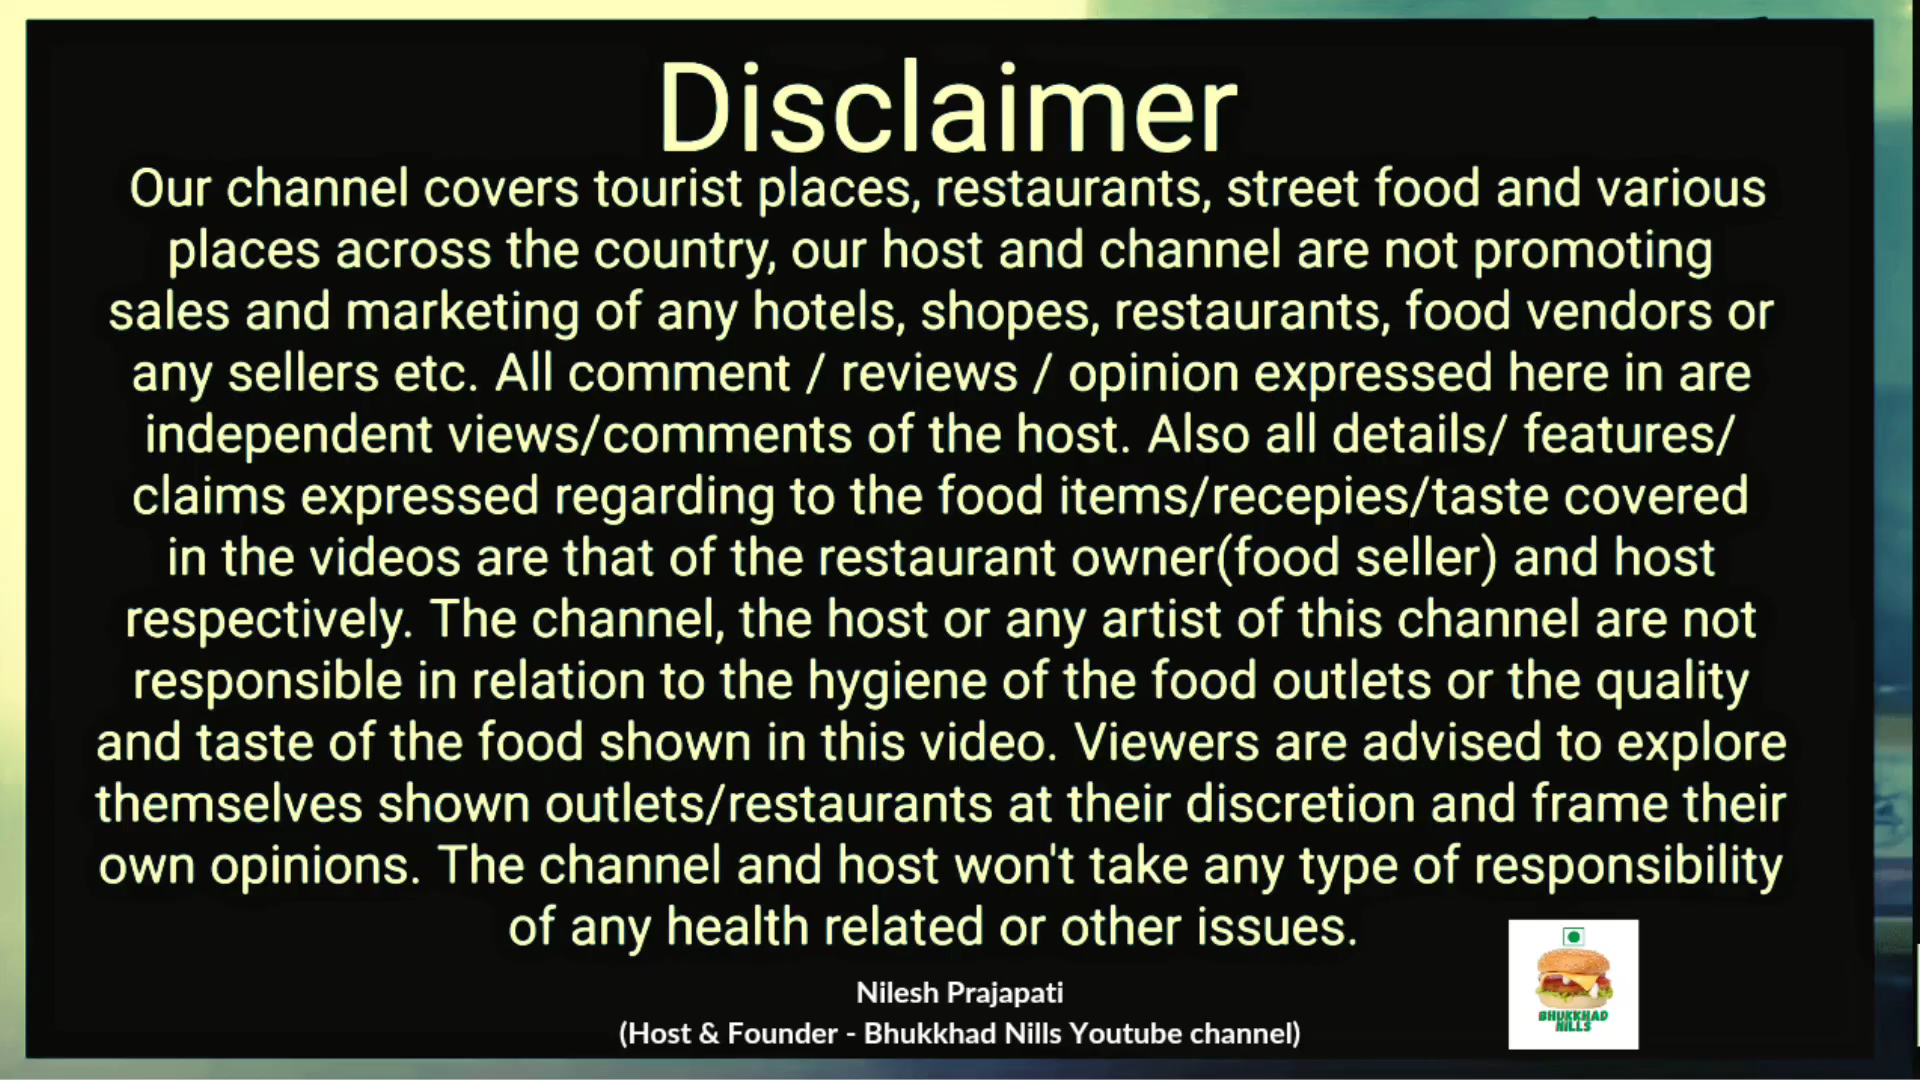 Disclaimer
Our channel covers tourist places, restaurants, street food and various
places across the country, our host and channel are not promoting
sales and marketing of any hotels, shopes, restaurants, food vendors or
any sellers etc. All comment / reviews / opinion expressed here in are
independent views/comments of the host. Also all details/ features/
claims expressed regarding to the food items/recepies/taste covered
in the videos are that of the restaurant owner(food seller) and host
respectively. The channel, the host or any artist of this channel are not
responsible in relation to the hygiene of the food outlets or the quality
and taste of the food shown in this video. Viewers are advised to explore
themselves shown outlets/restaurants at their discretion and frame their
own opinions. The channel and host won't take any type of responsibility
of any health related or other issues.
Nilesh Prajapati
(Host & Founder - Bhukkhad Nills Youtube channel)
BHUKKHAD
NILLS